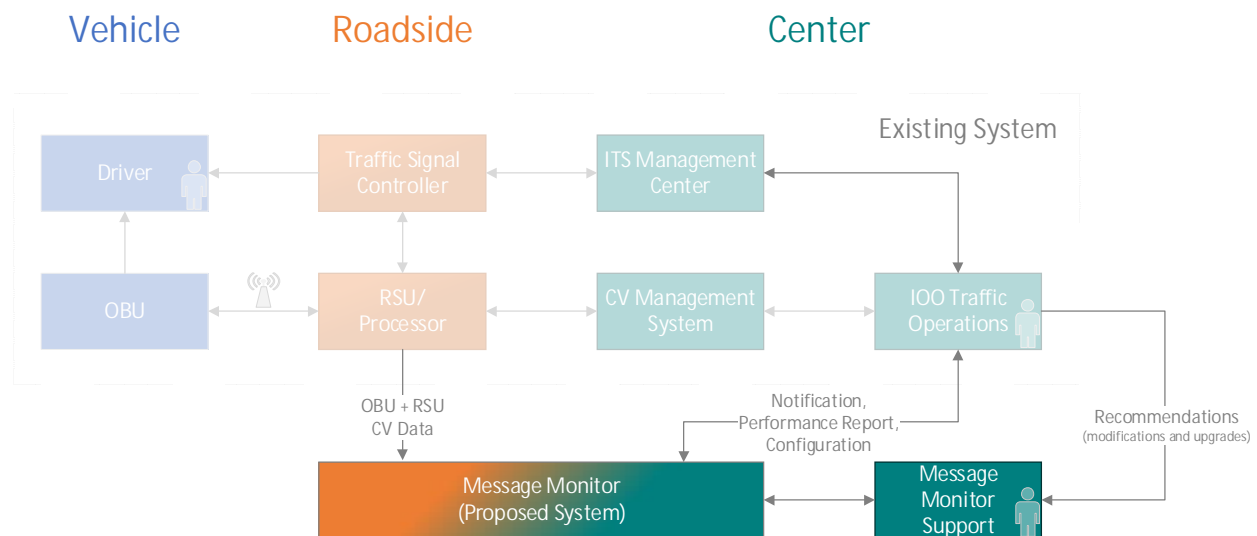 Vehicle
Roadside
Center
Existing System
Driver
Traffic Signal
Controller
ITS Management
Center
OBU
RSU/
Processor
CV Management
System
IOO Traffic
Operations
OBU + RSU
CV Data
Notification,
Performance Report,
Configuration
Recommendations
(modifications and upgrades)
Message Monitor
(Proposed System)
Message
Monitor
Support